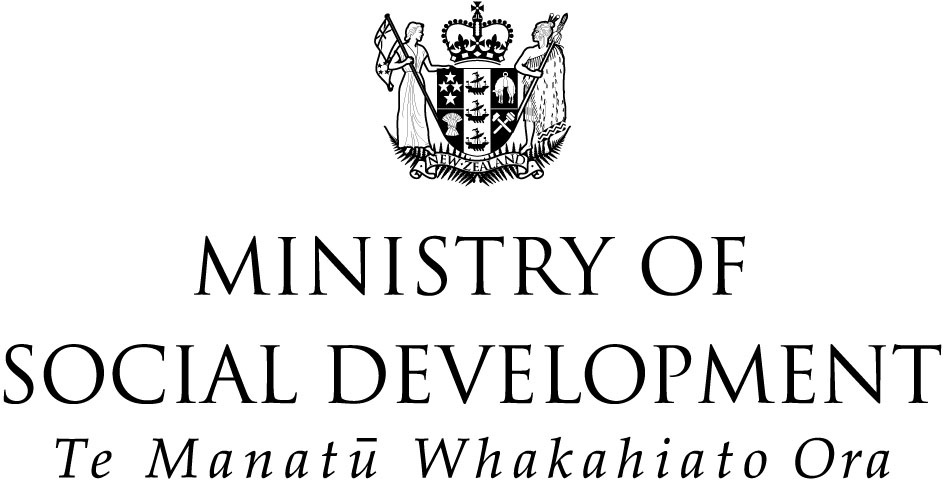 NEW ZEALAND
MINISTRY OF
SOCIAL DEVELOPMENT
Te Manatū Whakahiato Ora